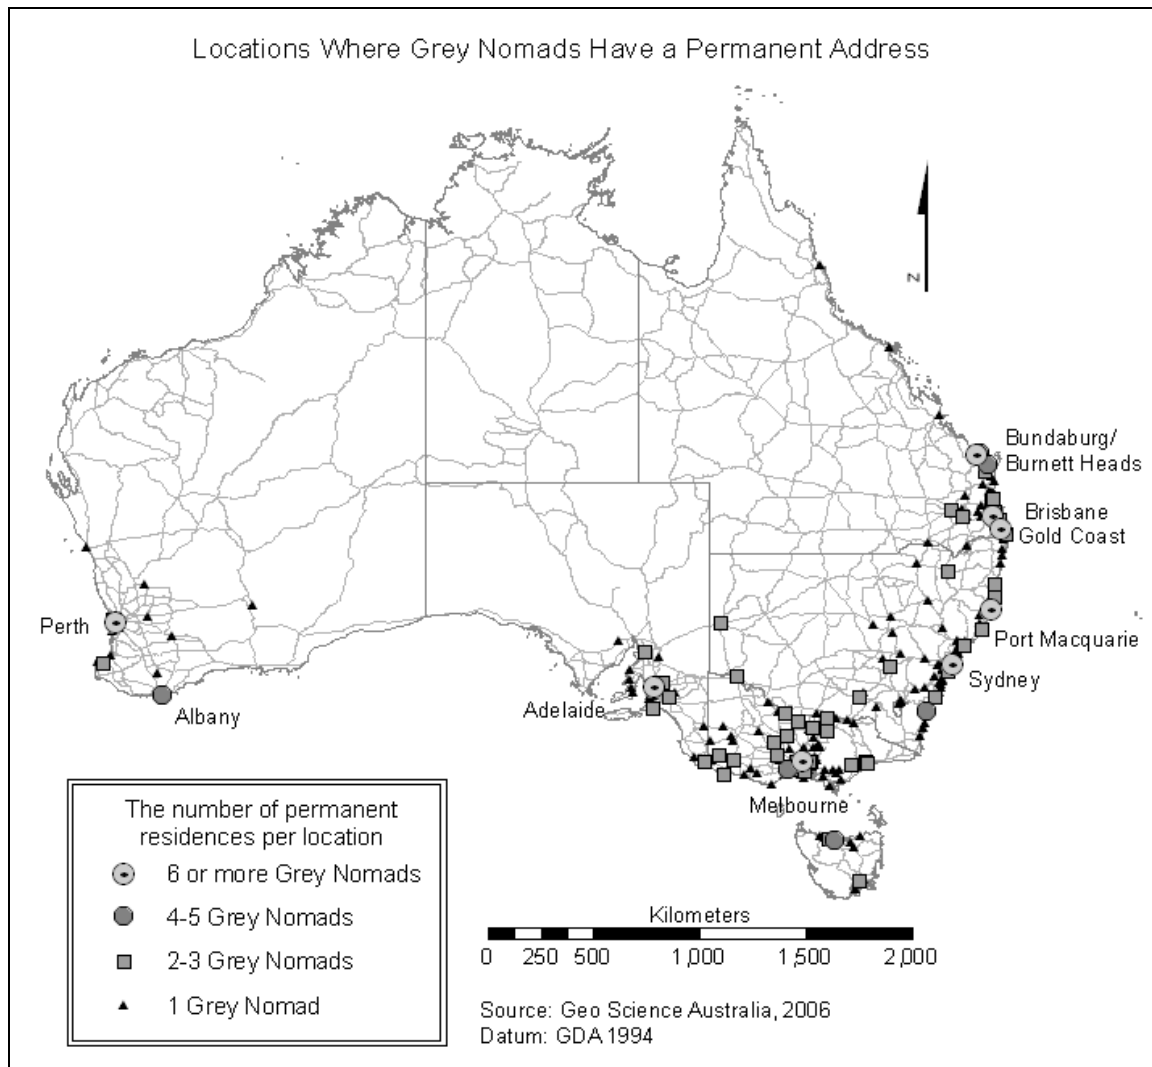 Locations Where Grey Nomads Have a Permanent Address
N
Bundaburg/
Burnett Heads
Brisbane
Gold Coast
Perth
Port Macquarie
Sydney
Albany
Adelaide
Melbourne
The number of permanent
residences per location
6 or more Grey Nomads
4-5 Grey Nomads
2-3 Grey Nomads
1 Grey Nomad
Kilometers
0 250 500 1,000 1,500 2,000
Source: Geo Science Australia, 2006
Datum: GDA 1994